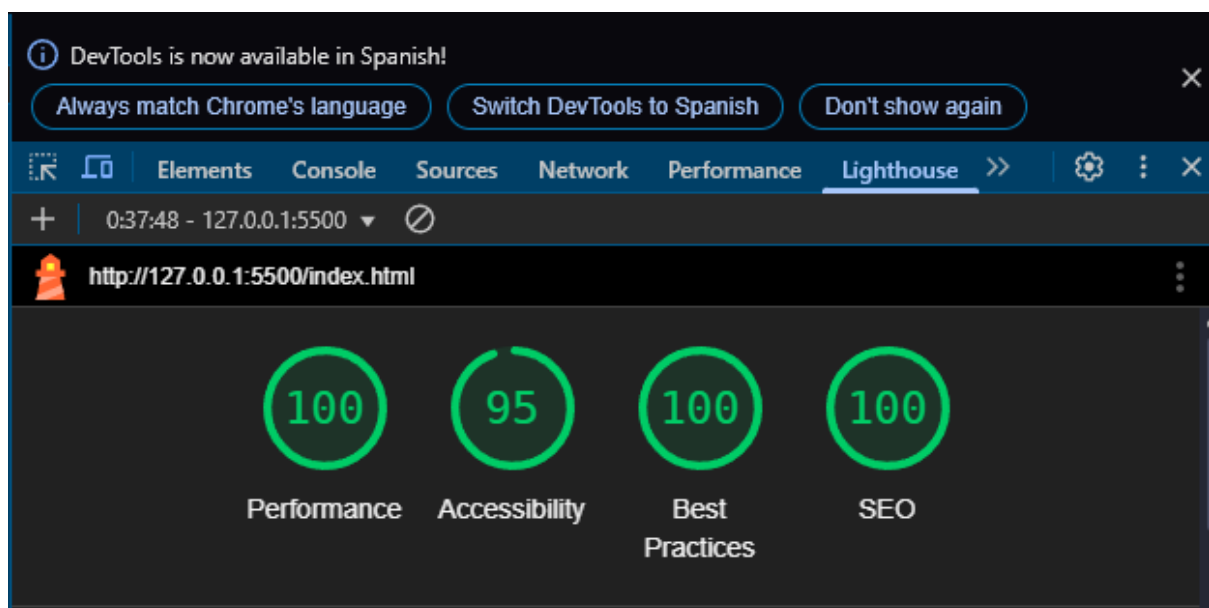 DevTools is now available in Spanish!
Always match Chrome's language Switch DevTools to Spanish Don't show again
Elements Console Sources Network Performance Lighthouse
0:37:48 - 127.0.0.1:5500
http://127.0.0.1:5500/index.html
100 95 100 100
Performance Accessibility Best SEO
Practices